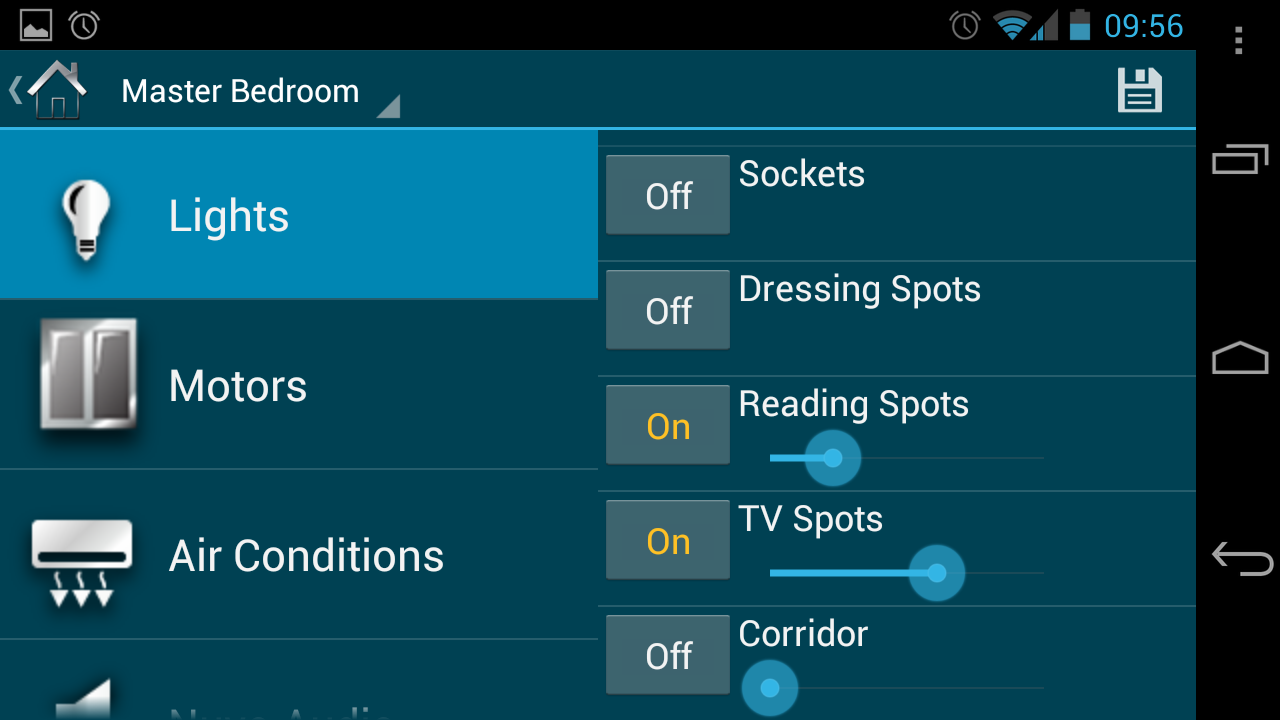 09:56
Master Bedroom
Lights
Motors
Air Conditions
Off
Sockets
Off
Dressing Spots
On
Reading Spots
On
TV Spots
Off
Corridor